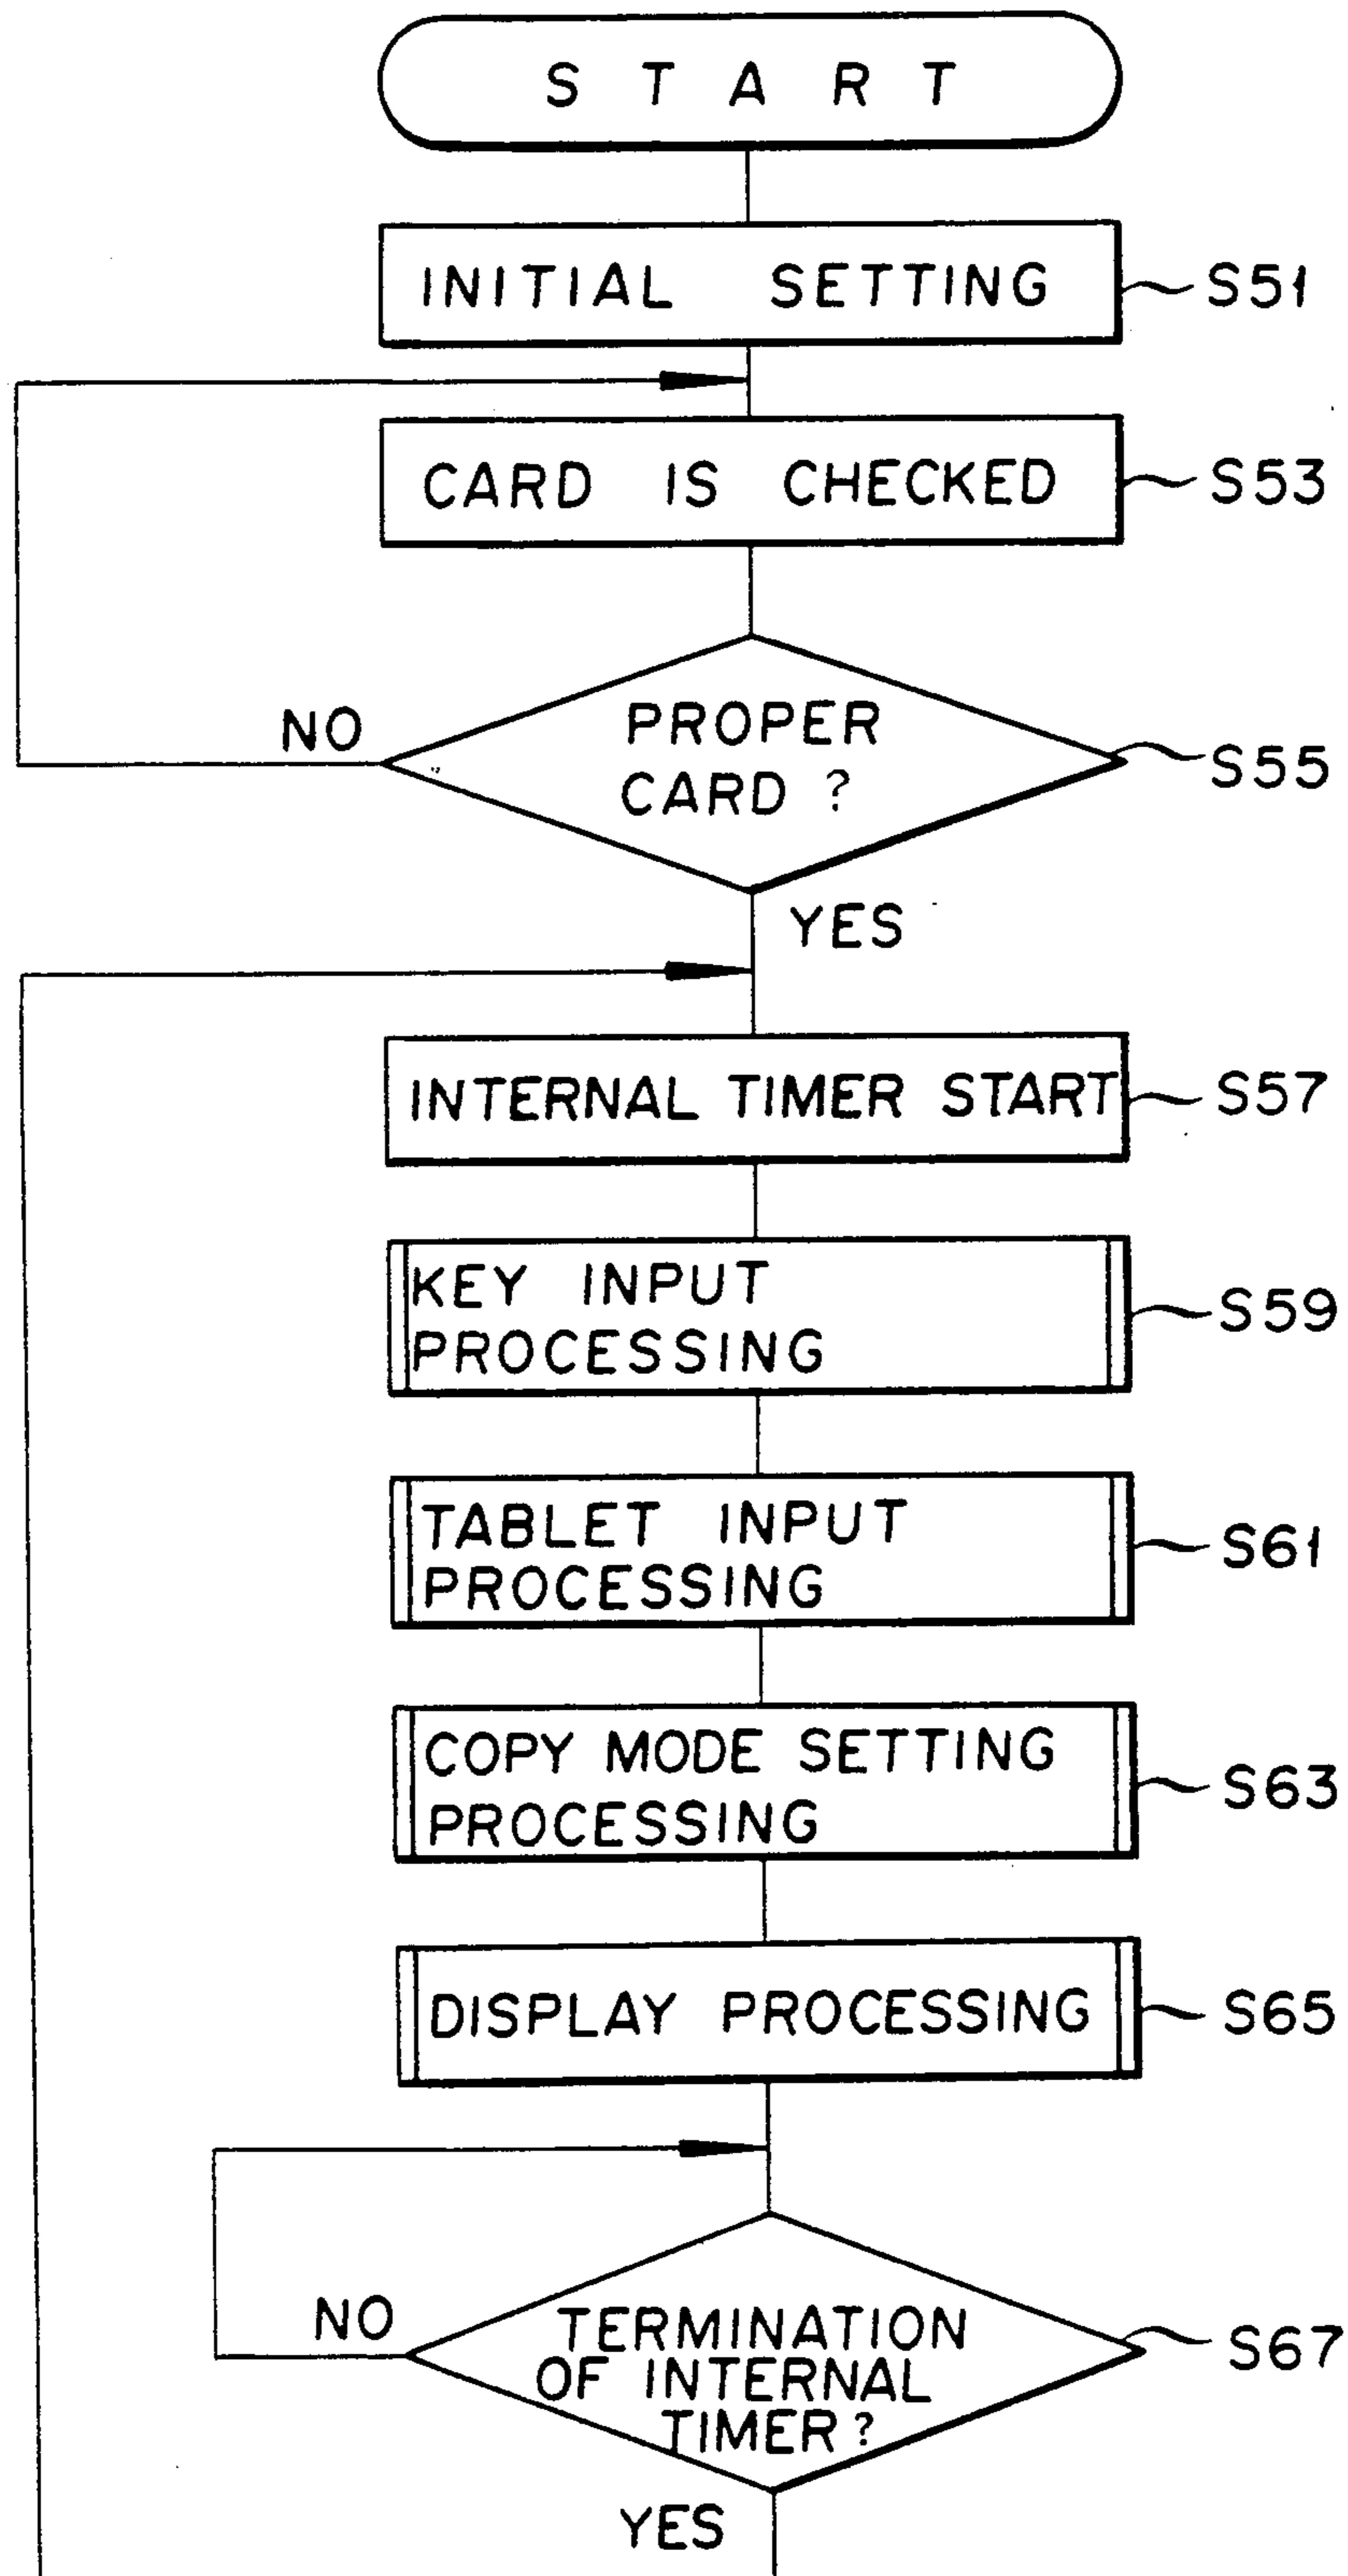 START
INITIAL SETTING
S51
CARD IS CHECKED
S53
PROPER
CARD ?
NO
S55
YES
INTERNAL TIMER START
S57
KEY INPUT
PROCESSING
S59
TABLET INPUT
PROCESSING
S61
COPY MODE SETTING
PROCESSING
S63
DISPLAY PROCESSING
S65
NO
TERMINATION
OF INTERNAL
TIMER ?
S67
YES